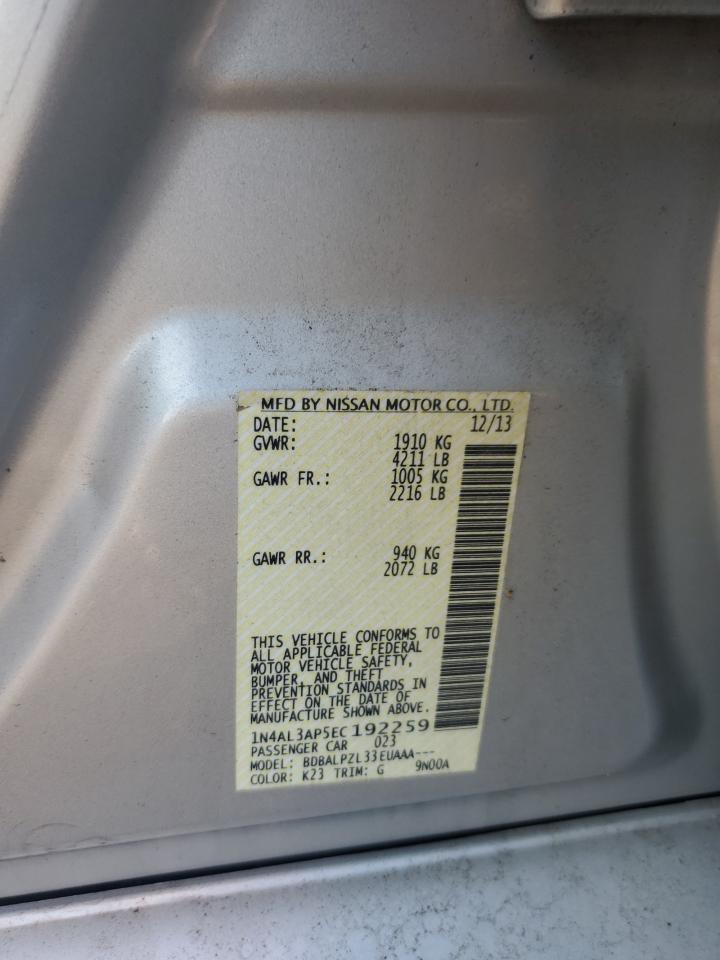 MFD BY NISSAN MOTOR CO., LTD.
DATE: 12/13
GVWR: 1910 KG
4211 LB
GAWR FR.: 1005 KG
2216 LB
GAWR RR.: 940 KG
2072 LB
THIS VEHICLE CONFORMS TO
ALL APPLICABLE FEDERAL
MOTOR VEHICLE SAFETY,
BUMPER, AND THEFT
PREVENTION STANDARDS IN
EFFECT ON THE DATE OF
MANUFACTURE SHOWN ABOVE.
1N4AL3AP5EC192259
PASSENGER CAR 023
MODEL: BDBALPZL33EUAAA---
COLOR: K23 TRIM: G 9N00A